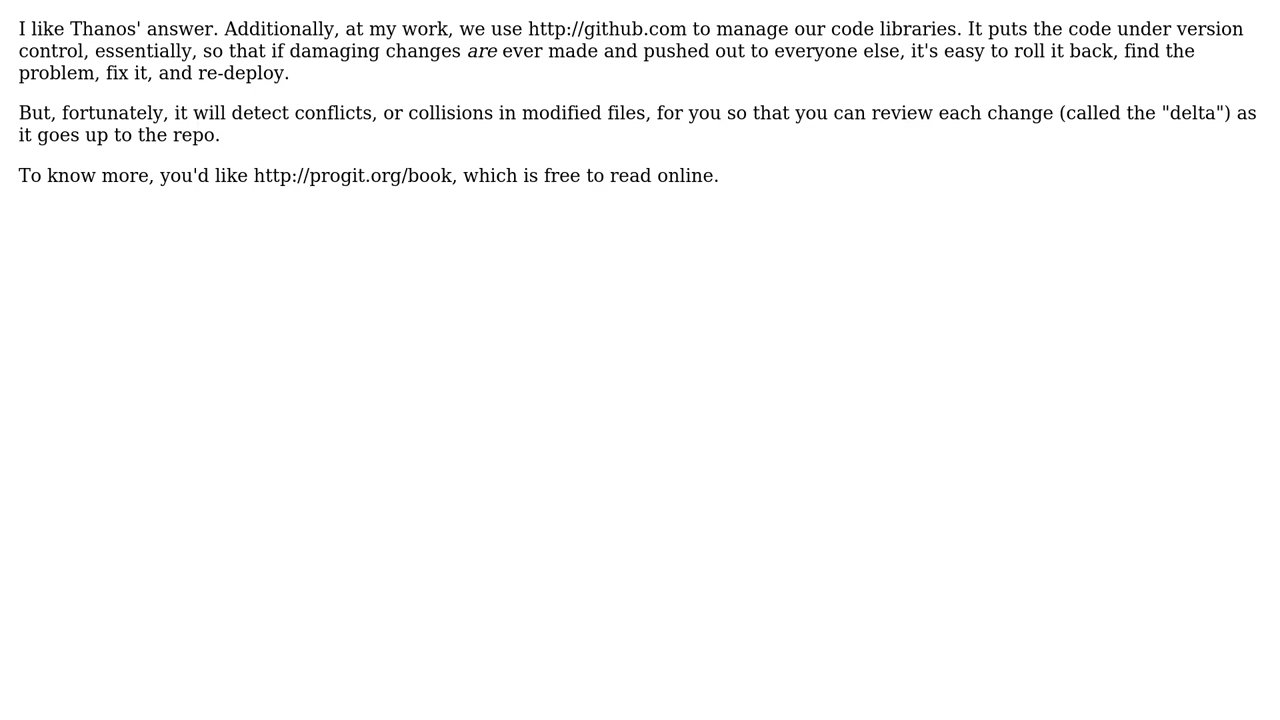 I like Thanos' answer. Additionally, at my work, we use http://github.com to manage our code libraries. It puts the code under version
control, essentially, so that if damaging changes are ever made and pushed out to everyone else, it's easy to roll it back, find the
problem, fix it, and re-deploy.
But, fortunately, it will detect conflicts, or collisions in modified files, for you so that you can review each change (called the "delta") as
it goes up to the repo.
To know more, you'd like http://progit.org/book, which is free to read online.